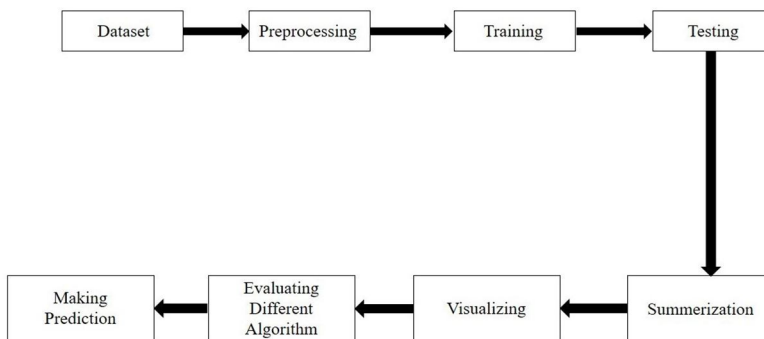 Dataset
Preprocessing
Training
Testing
Summerization
Visualizing
Evaluating
Different
Algorithm
Making
Prediction